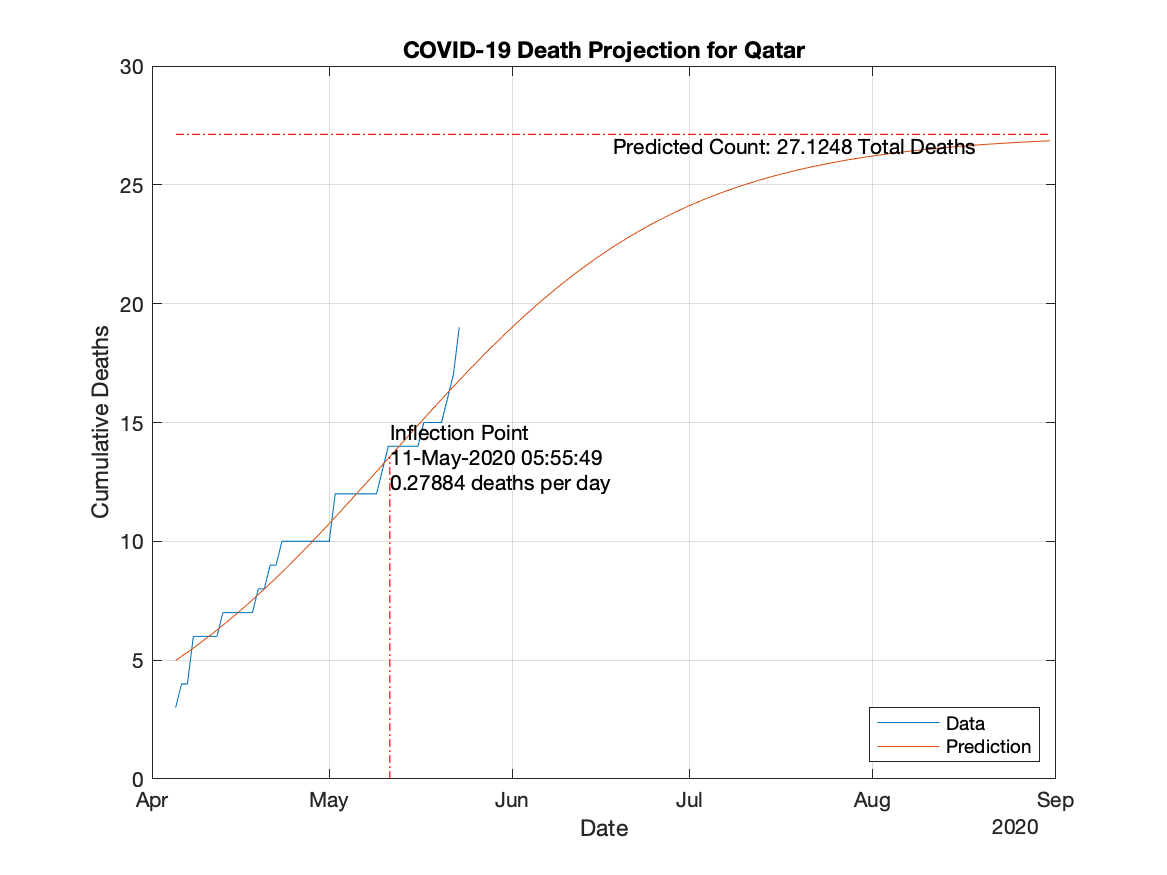 COVID-19 Death Projection for Qatar
30
25
20
15
10
5
0
Cumulative Deaths
Predicted Count: 27.1248 Total Deaths
Inflection Point
11-May-2020 05:55:49
0.27884 deaths per day
Data
Prediction
Apr May Jun Jul Aug Sep
Date
2020